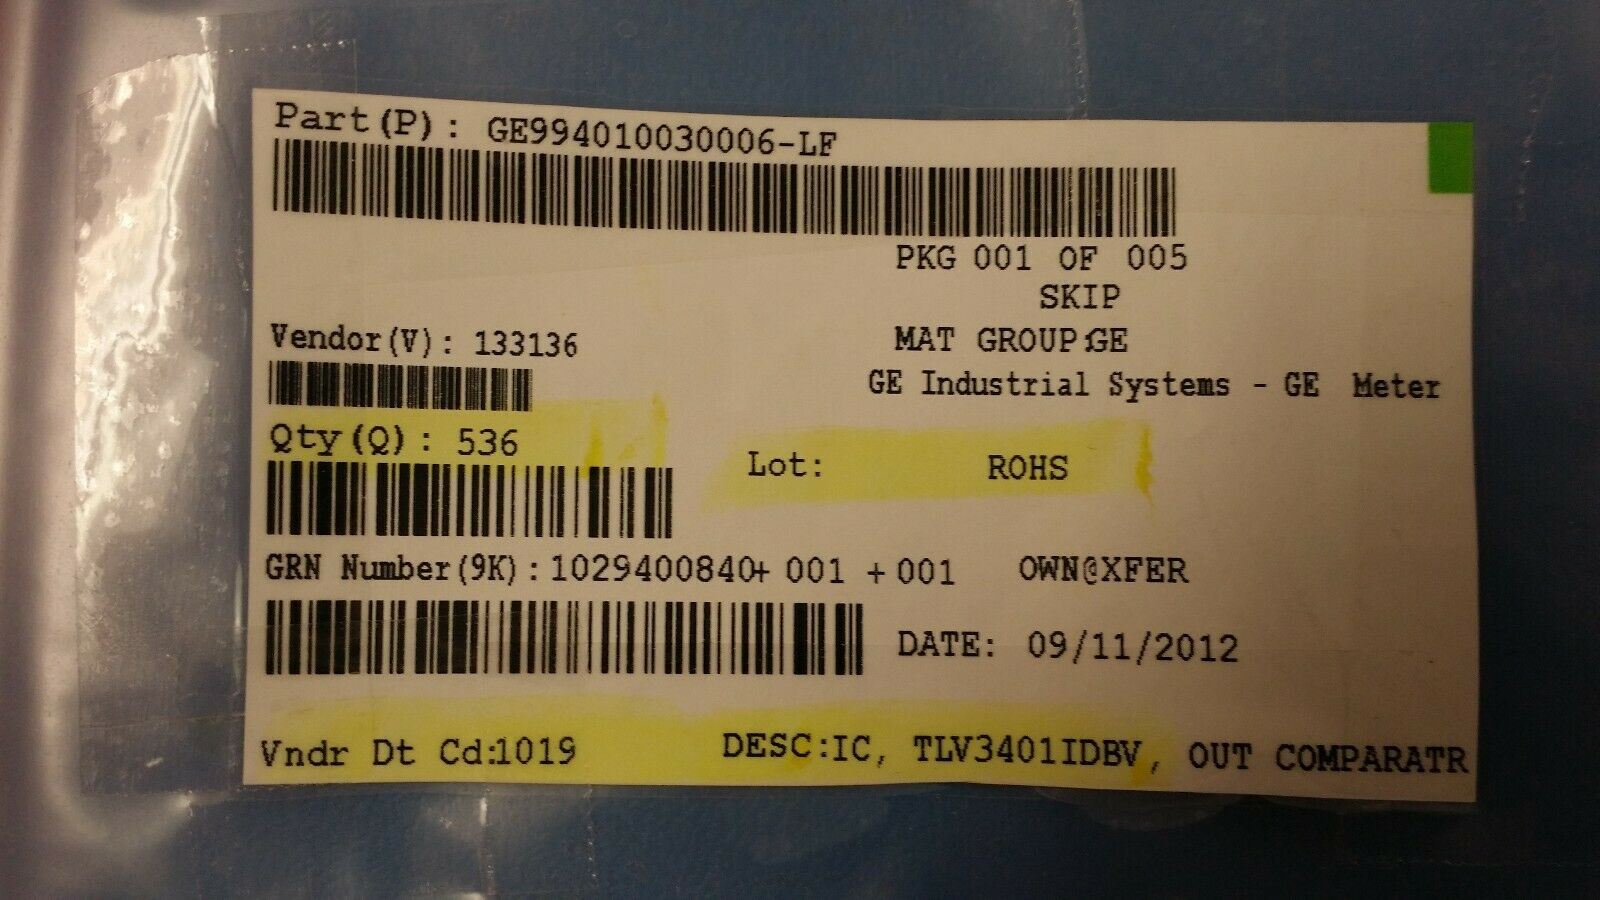 Part(P): GE994010030006-LF
PKG 001 OF 005
SKIP
Vendor(V): 133136
MAT GROUP:GE
GE Industrial Systems - GE Meter
Qty(Q): 536
Lot: ROHS
GRN Number(9K):1029400840+ 001 +001 OWN@XFER
DATE: 09/11/2012
Vndr Dt Cd:1019 DESC:IC, TLV3401IDBV, OUT COMPARATR